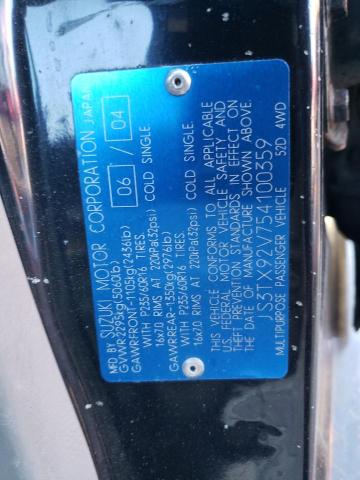 MFD BY SUZUKI MOTOR CORPORATION JAPAN
GVWR:2295kg(5060lb) 06 / 04
GAWRFRONT-1105kg(2436lb)
WITH P235/60R16 TIRES,
16x7.0 RIMS AT 220kPa(32psi) COLD SINGLE.
GAWRREAR-1350kg(2976lb)
WITH P235/60R16 TIRES,
16x7.0 RIMS AT 220kPa(32psi) COLD SINGLE.
THIS VEHICLE CONFORMS TO ALL APPLICABLE
U.S. FEDERAL MOTOR VEHICLE SAFETY AND
THEFT PREVENTION STANDARDS IN EFFECT ON
THE DATE OF MANUFACTURE SHOWN ABOVE.
JS3TX92V754100359
MULTIPURPOSE PASSENGER VEHICLE 52D 4WD